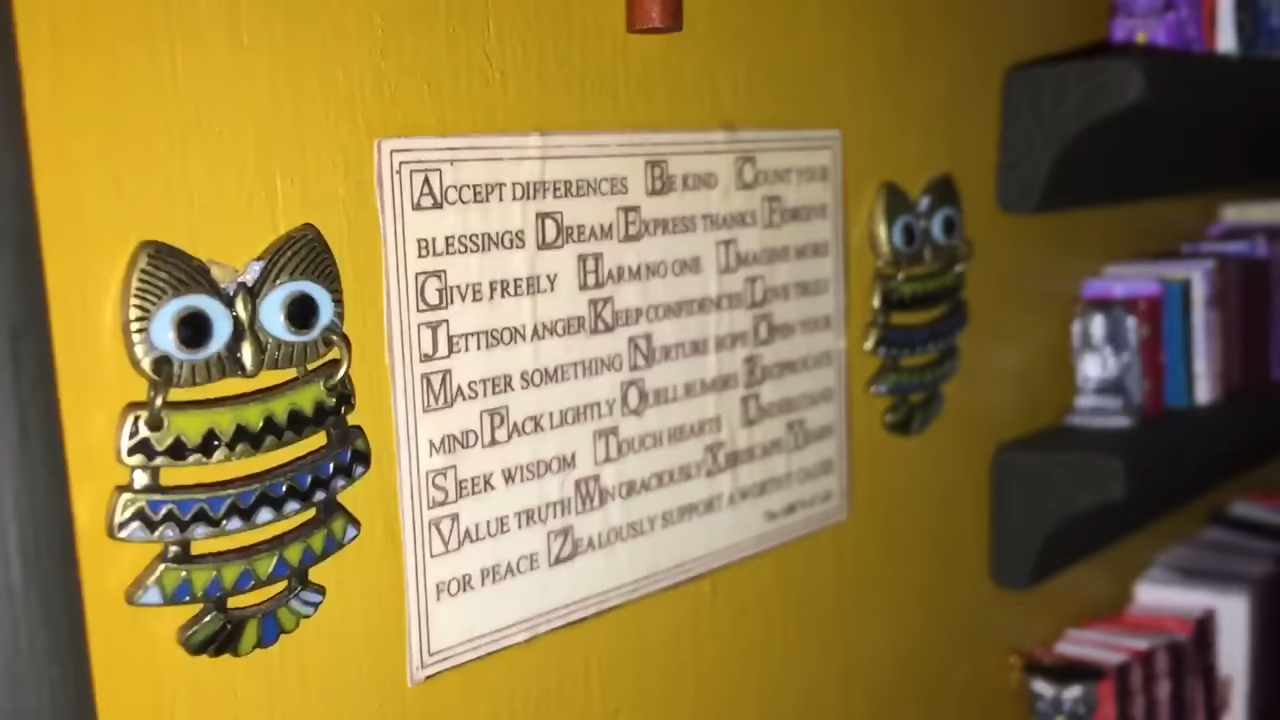 ACCEPT DIFFERENCES BE KIND COUNT YOUR
BLESSINGS DREAM EXPRESS THANKS FORGIVE
GIVE FREELY HARM NO ONE IMAGINE MORE
JETTISON ANGER KEEP CONFIDENCES LOVE TRULY
MASTER SOMETHING NURTURE HOPE OPEN YOUR
MIND PACK LIGHTLY QUELL RUMORS RECIPROCATE
SEEK WISDOM TOUCH HEARTS UNDERSTAND
VALUE TRUTH WIN GRACIOUSLY XERISCAPE YEARN
FOR PEACE ZEALOUSLY SUPPORT A WORTHY CAUSE